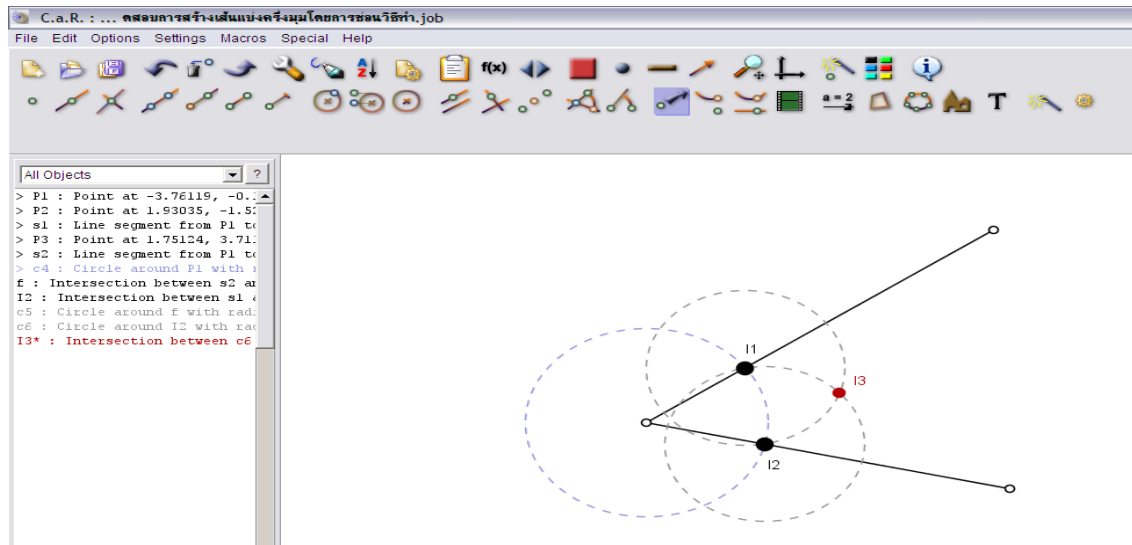 C.a.R. : ... ดสอบการสร้างเส้นแบ่งครึ่งมุมโดยการซ่อนวิธีทำ.job
File Edit Options Settings Macros Special Help
A Z f(x) i
a = 2 T
All Objects ?
> P1 : Point at -3.76119, -0.
> P2 : Point at 1.93035, -1.5
> s1 : Line segment from P1 to
> P3 : Point at 1.75124, 3.71
> s2 : Line segment from P1 to
> c4 : Circle around P1 with
f : Intersection between s2 an
I2 : Intersection between s1
c5 : Circle around f with rad
c6 : Circle around I2 with rad
I3* : Intersection between c6
I1
I3
I2